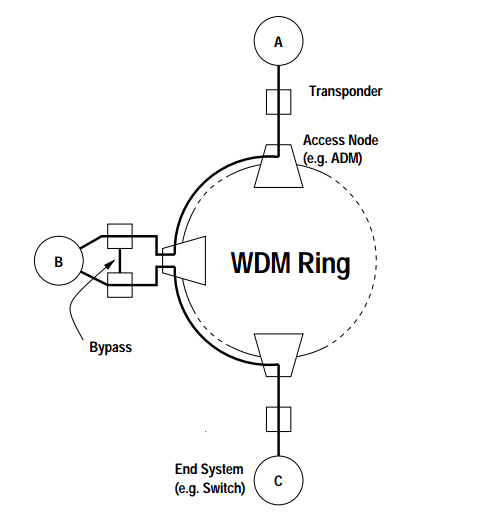 A
Transponder
Access Node
(e.g. ADM)
B
WDM Ring
Bypass
End System
(e.g. Switch)
C